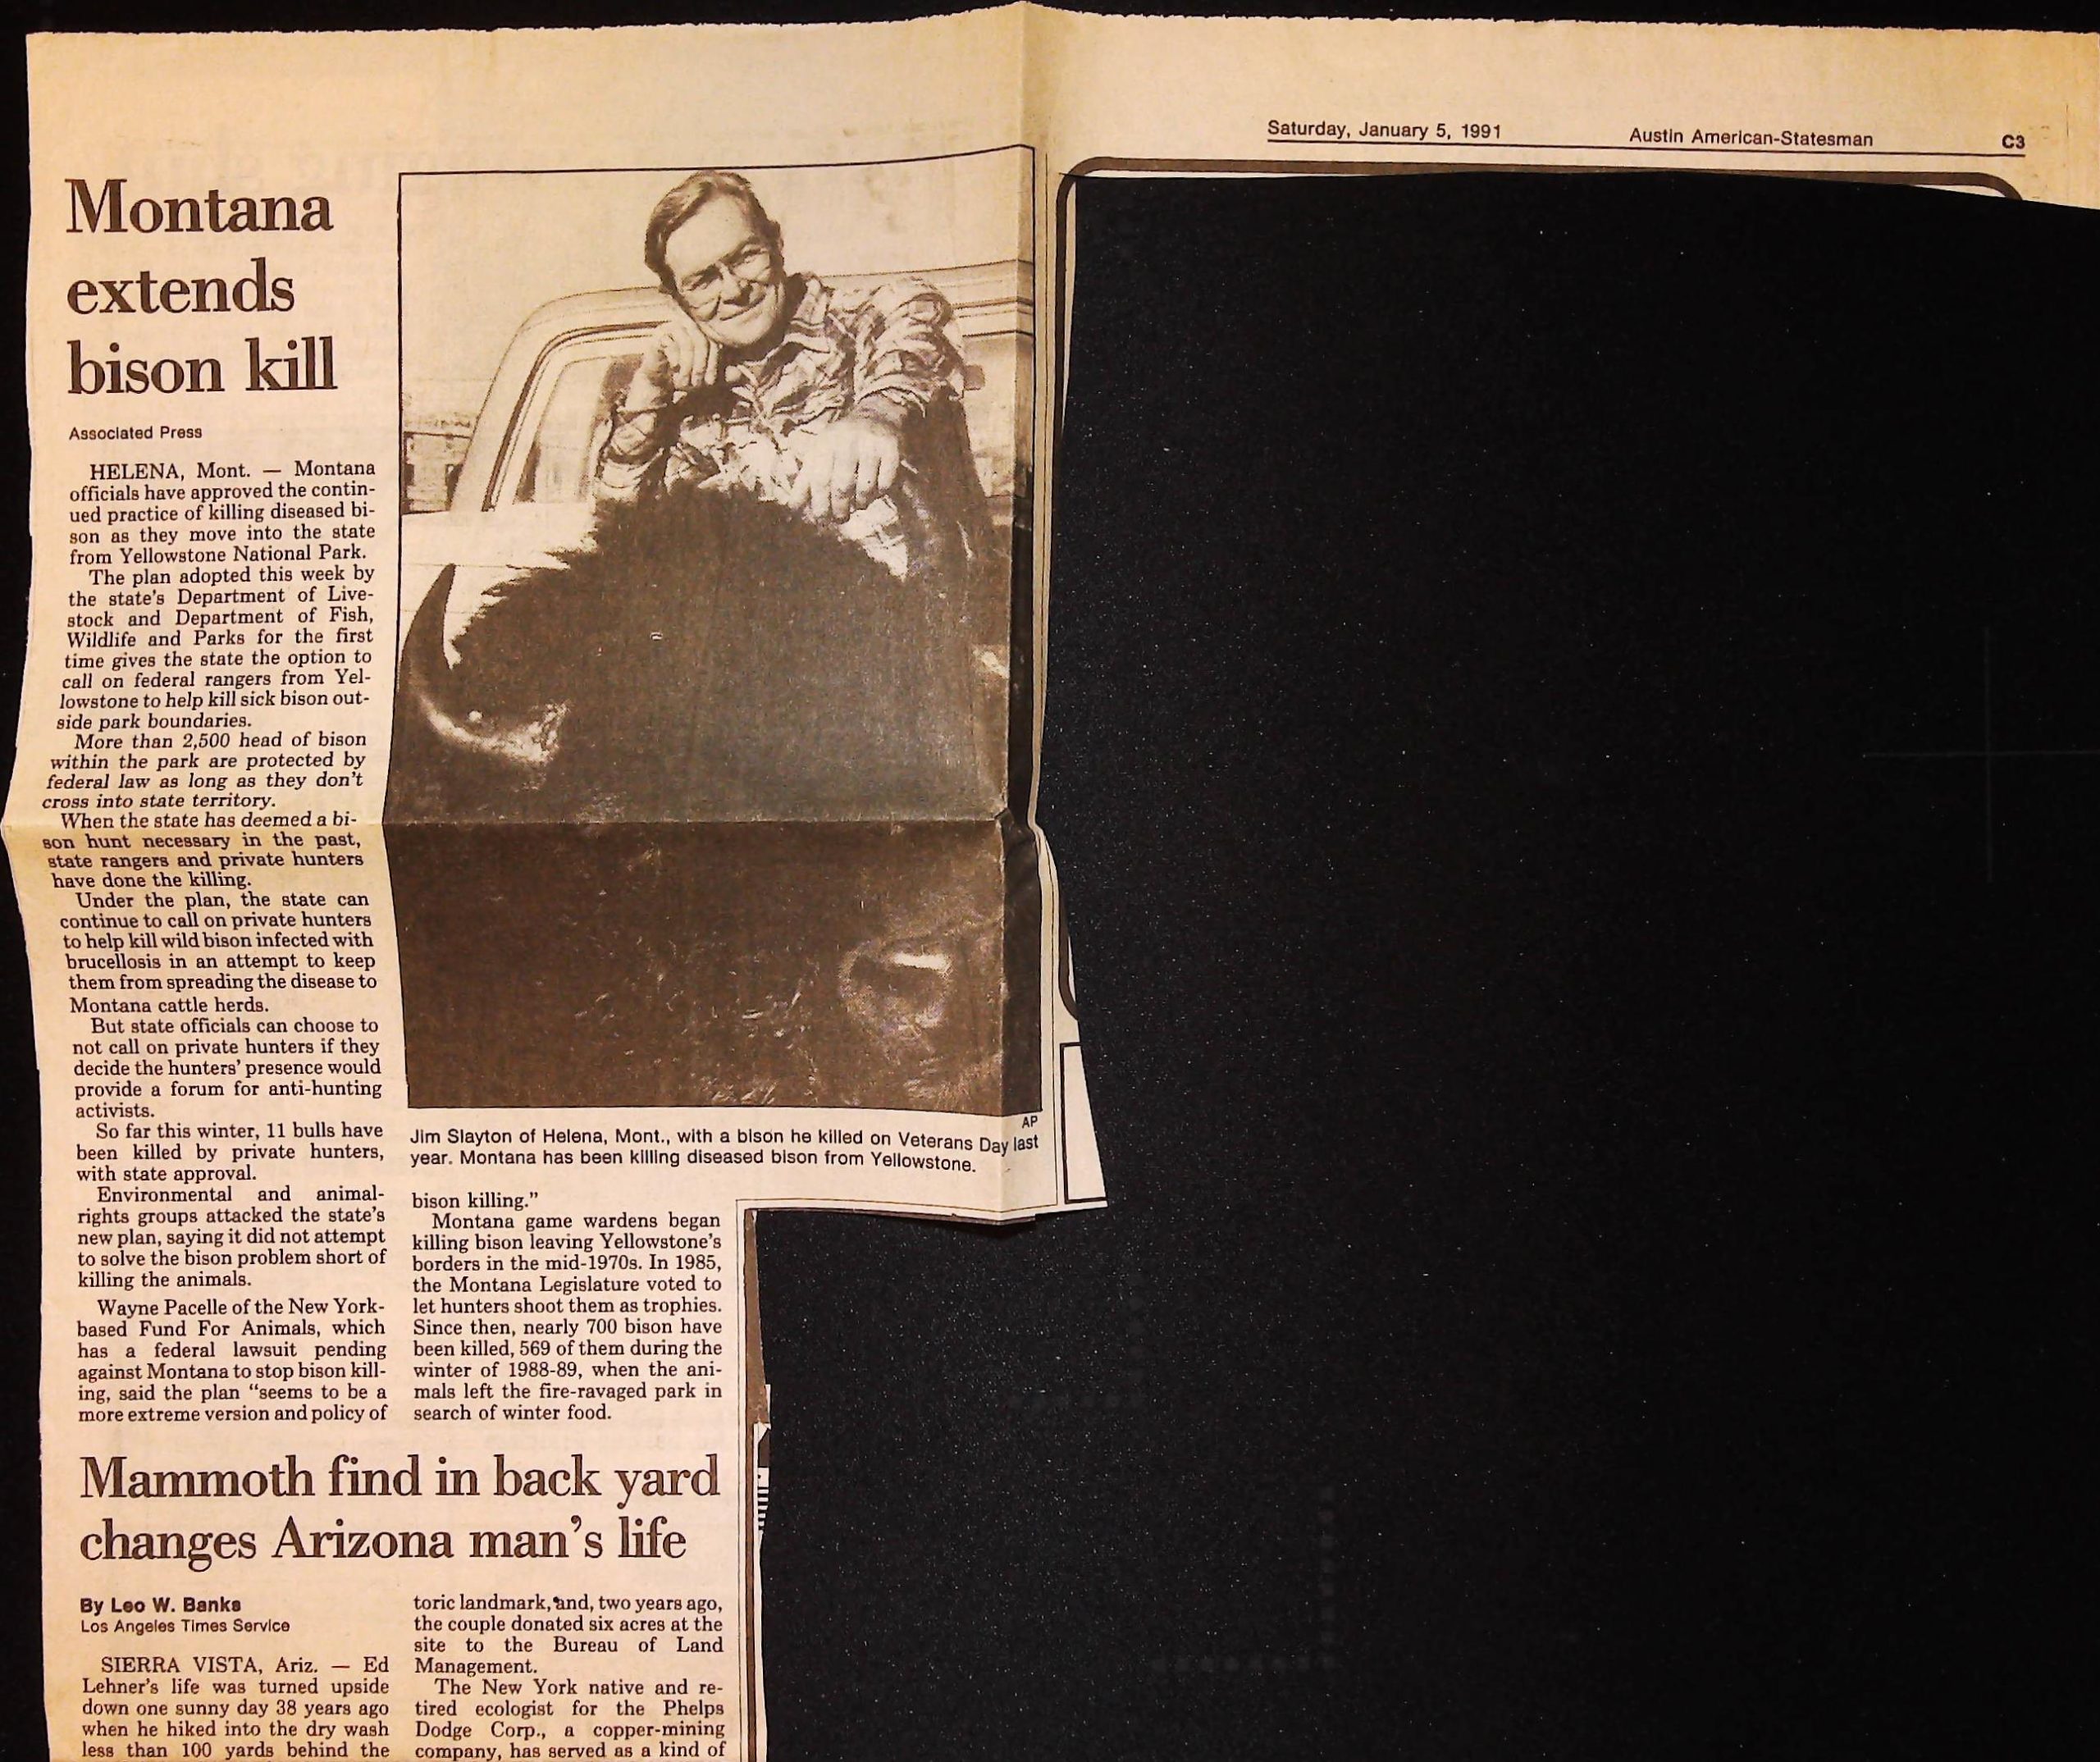 Saturday, January 5, 1991 Austin American-Statesman C3
Montana
extends
bison kill
Associated Press
HELENA, Mont. — Montana
officials have approved the contin-
ued practice of killing diseased bi-
son as they move into the state
from Yellowstone National Park.
The plan adopted this week by
the state's Department of Live-
stock and Department of Fish,
Wildlife and Parks for the first
time gives the state the option to
call on federal rangers from Yel-
lowstone to help kill sick bison out-
side park boundaries.
More than 2,500 head of bison
within the park are protected by
federal law as long as they don't
cross into state territory.
When the state has deemed a bi-
son hunt necessary in the past,
state rangers and private hunters
have done the killing.
Under the plan, the state can
continue to call on private hunters
to help kill wild bison infected with
brucellosis in an attempt to keep
them from spreading the disease to
Montana cattle herds.
But state officials can choose to
not call on private hunters if they
decide the hunters' presence would
provide a forum for anti-hunting
activists.
So far this winter, 11 bulls have
been killed by private hunters,
with state approval.
Environmental and animal-
rights groups attacked the state's
new plan, saying it did not attempt
to solve the bison problem short of
killing the animals.
Wayne Pacelle of the New York-
based Fund For Animals, which
has a federal lawsuit pending
against Montana to stop bison kill-
ing, said the plan "seems to be a
more extreme version and policy of
AP
Jim Slayton of Helena, Mont., with a bison he killed on Veterans Day last
year. Montana has been killing diseased bison from Yellowstone.
bison killing."
Montana game wardens began
killing bison leaving Yellowstone's
borders in the mid-1970s. In 1985,
the Montana Legislature voted to
let hunters shoot them as trophies.
Since then, nearly 700 bison have
been killed, 569 of them during the
winter of 1988-89, when the ani-
mals left the fire-ravaged park in
search of winter food.
Mammoth find in back yard
changes Arizona man's life
By Leo W. Banks
Los Angeles Times Service
SIERRA VISTA, Ariz. — Ed
Lehner's life was turned upside
down one sunny day 38 years ago
when he hiked into the dry wash
less than 100 yards behind the
toric landmark, and, two years ago,
the couple donated six acres at the
site to the Bureau of Land
Management.
The New York native and re-
tired ecologist for the Phelps
Dodge Corp., a copper-mining
company, has served as a kind of